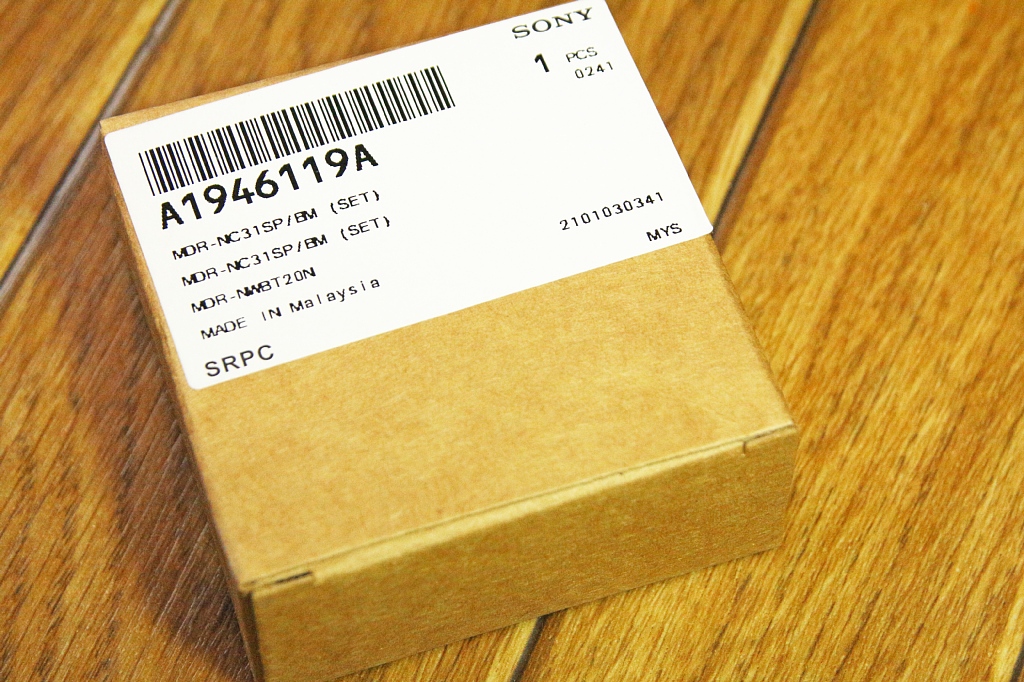 SONY
1 PCS
0241
A1946119A
MDR-NC31SP/BM (SET)
MDR-NC31SP/BM (SET)
MDR-NWBT20N
MADE IN Malaysia
SRPC
2101030341
MYS